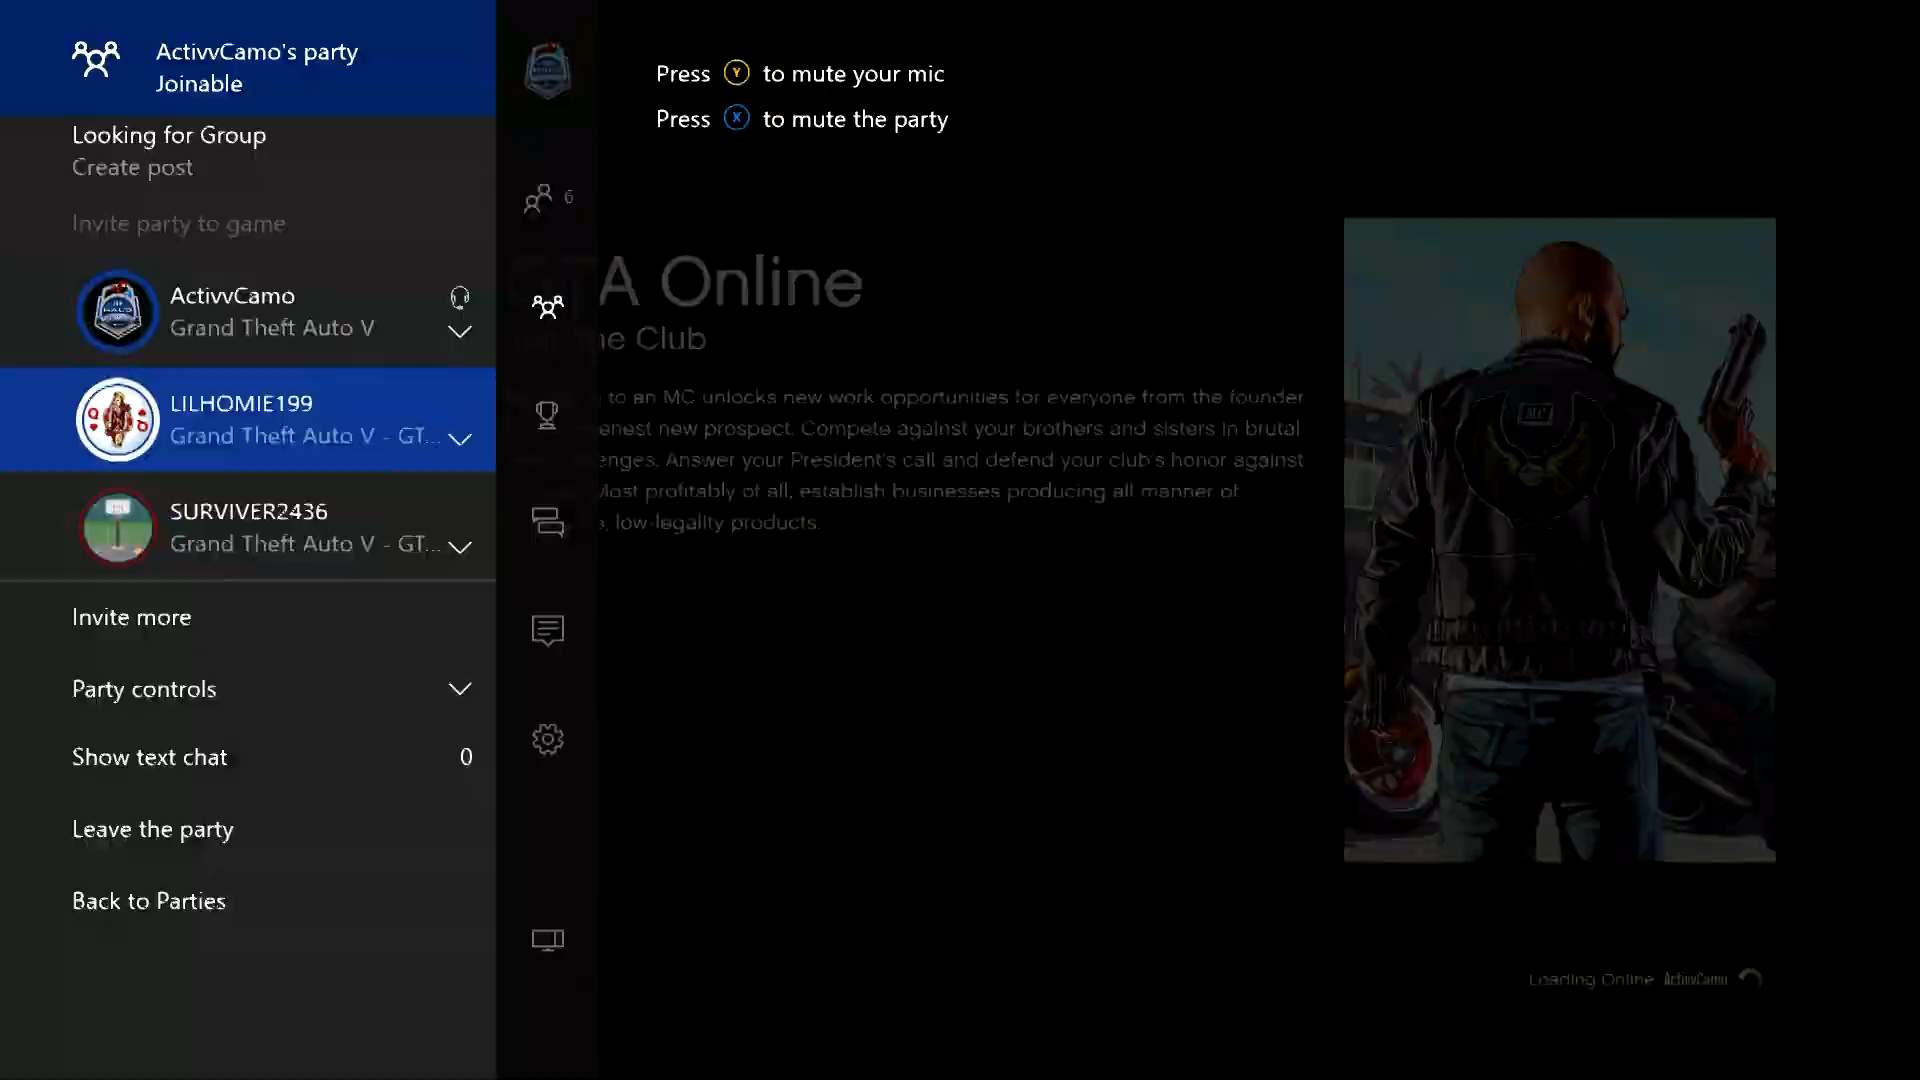 ActivvCamo's party
Joinable
Looking for Group
Create post
Invite party to game
ActivvCamo
Grand Theft Auto V
LILHOMIE199
Grand Theft Auto V - GT...
SURVIVER2436
Grand Theft Auto V - GT...
Invite more
Party controls
Show text chat 0
Leave the party
Back to Parties
6
Press Y to mute your mic
Press X to mute the party
A Online
he Club
to an MC unlocks new work opportunities for everyone from the founder
enest new prospect. Compete against your brothers and sisters in brutal
enges. Answer your President's call and defend your club's honor against
Most profitably of all, establish businesses producing all manner of
, low-legality products.
MC
Loading Online ActivvCamo